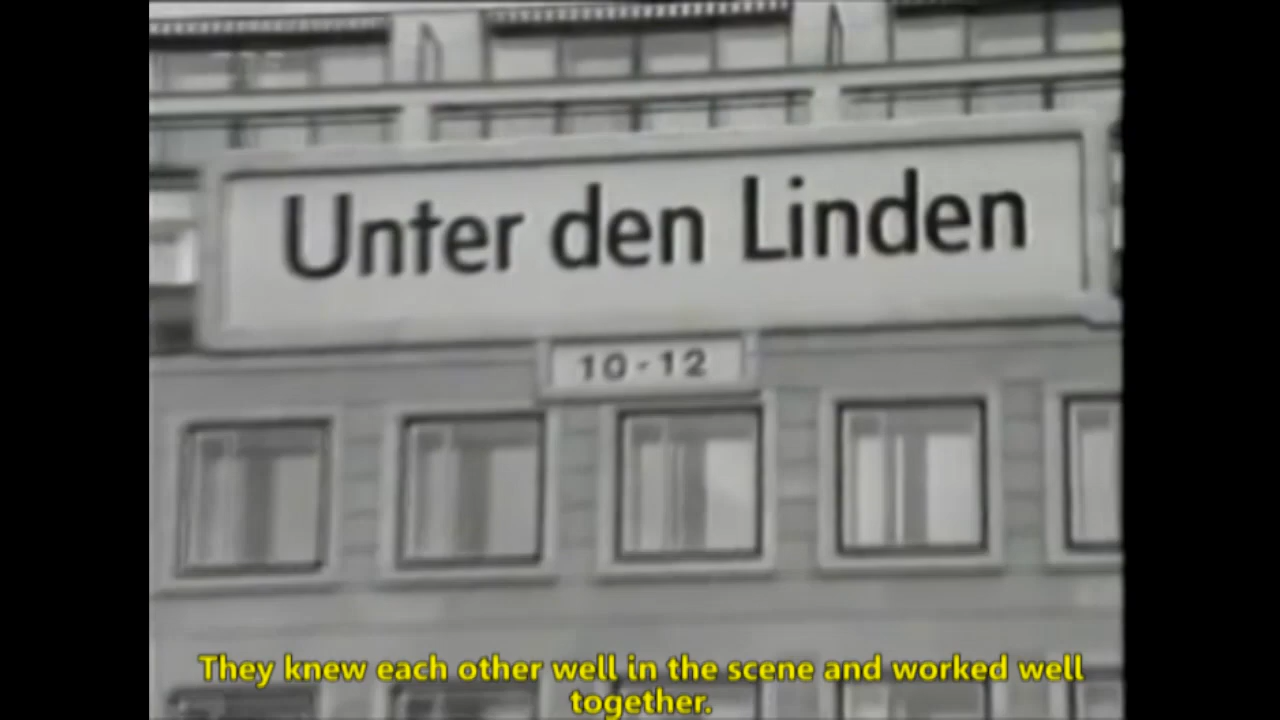 Unter den Linden
10-12
They knew each other well in the scene and worked well
together.